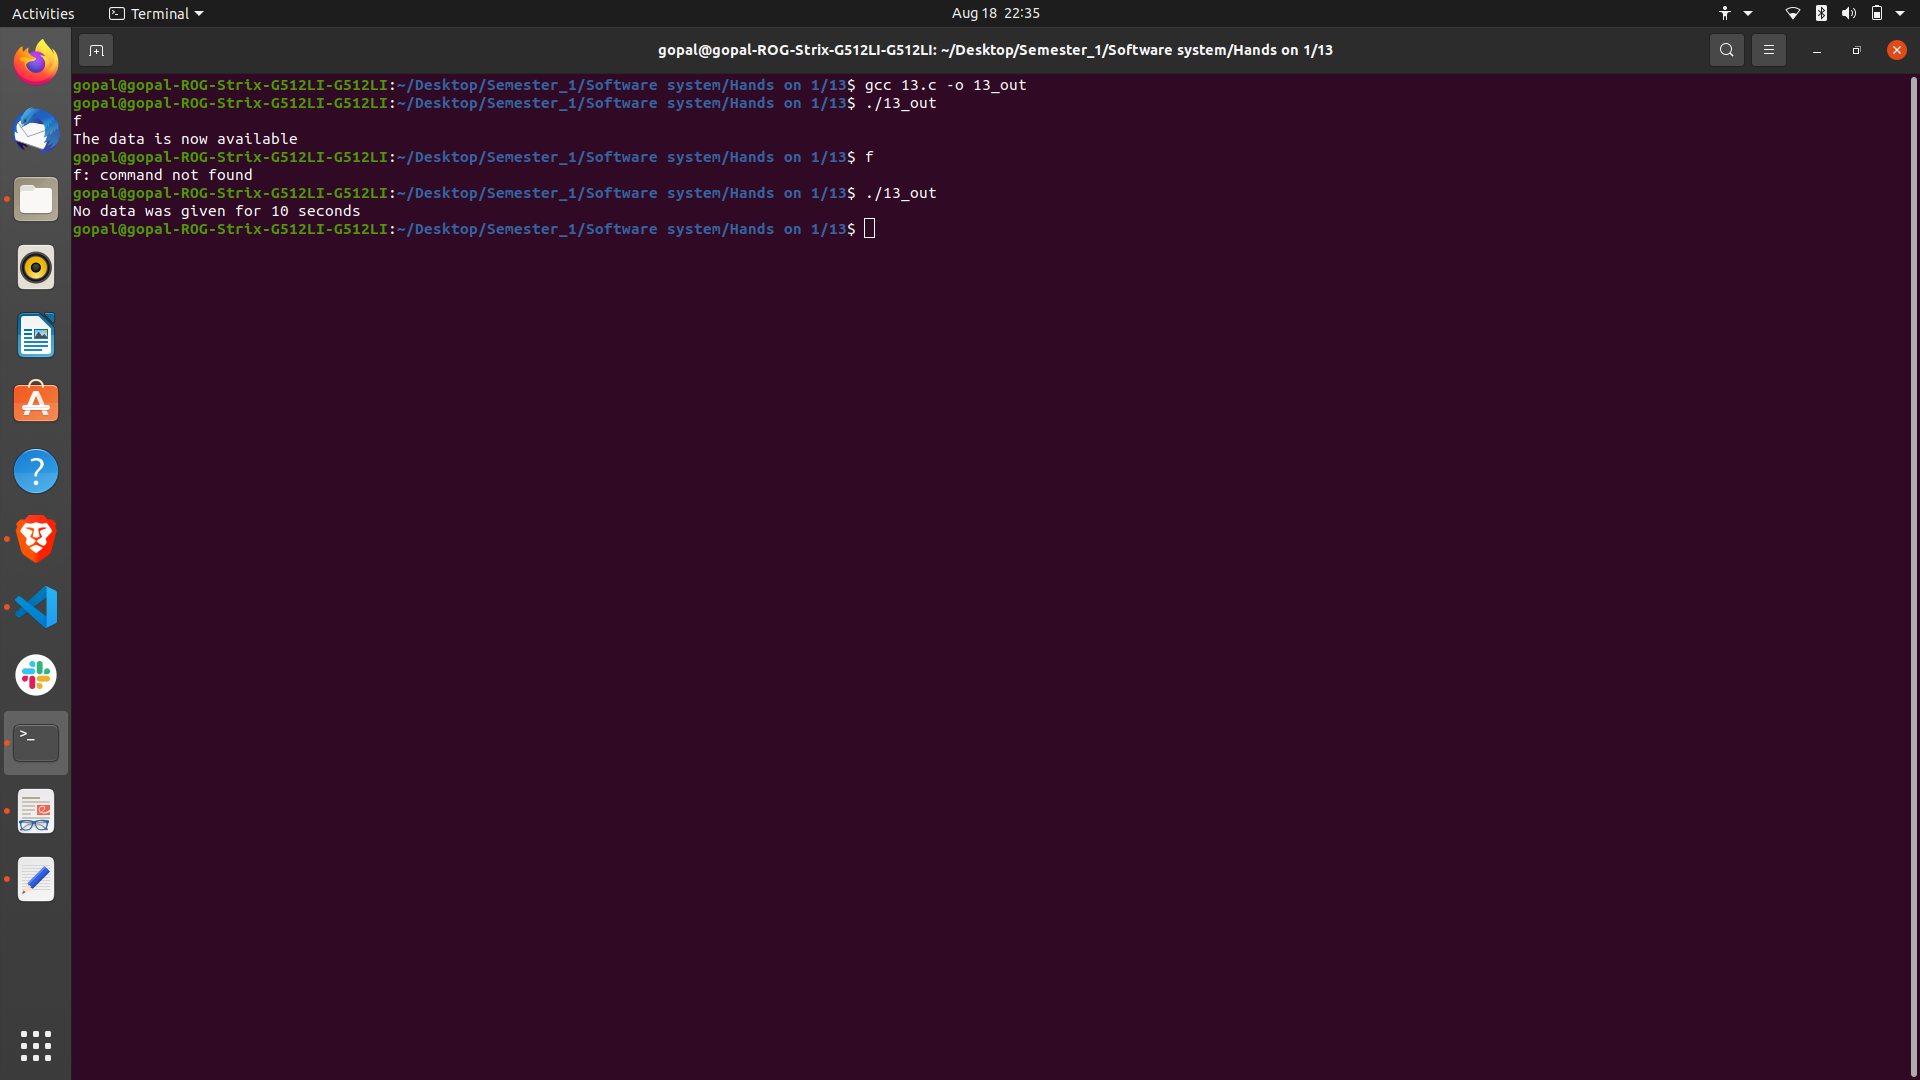 Activities
Terminal
Aug 18 22:35
gopal@gopal-ROG-Strix-G512LI-G512LI: ~/Desktop/Semester_1/Software system/Hands on 1/13
gopal@gopal-ROG-Strix-G512LI-G512LI:~/Desktop/Semester_1/Software system/Hands on 1/13$ gcc 13.c -o 13_out
gopal@gopal-ROG-Strix-G512LI-G512LI:~/Desktop/Semester_1/Software system/Hands on 1/13$ ./13_out
f
The data is now available
gopal@gopal-ROG-Strix-G512LI-G512LI:~/Desktop/Semester_1/Software system/Hands on 1/13$ f
f: command not found
gopal@gopal-ROG-Strix-G512LI-G512LI:~/Desktop/Semester_1/Software system/Hands on 1/13$ ./13_out
No data was given for 10 seconds
gopal@gopal-ROG-Strix-G512LI-G512LI:~/Desktop/Semester_1/Software system/Hands on 1/13$